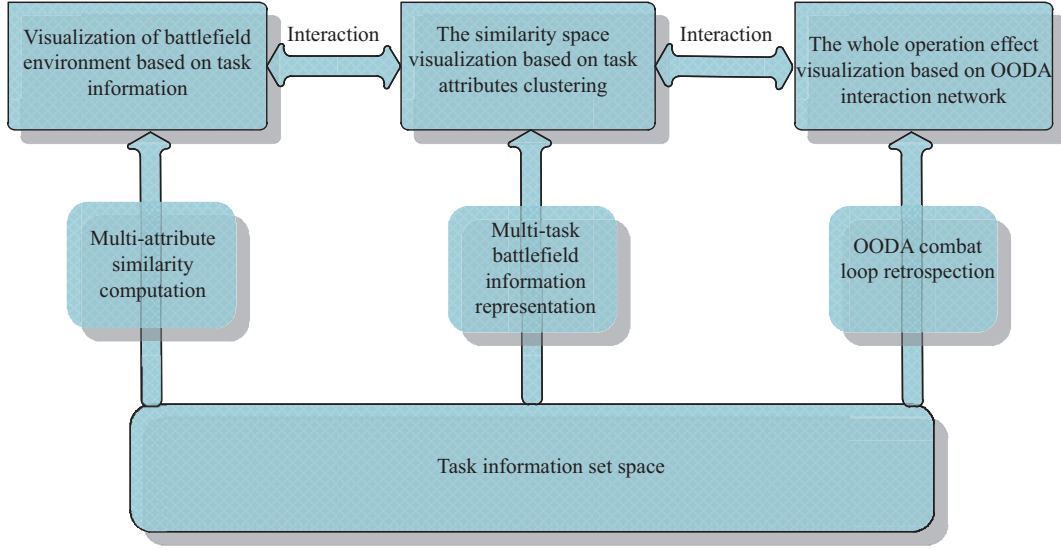 Visualization of battlefield
environment based on task
information
Interaction
The similarity space
visualization based on task
attributes clustering
Interaction
The whole operation effect
visualization based on OODA
interaction network
Multi-attribute
similarity
computation
Multi-task
battlefield
information
representation
OODA combat
loop retrospection
Task information set space